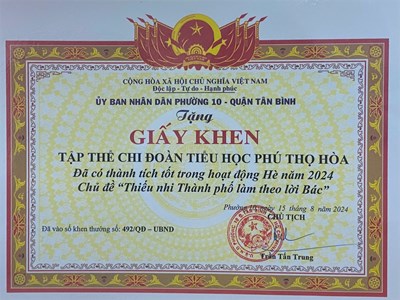 CỘNG HÒA XÃ HỘI CHỦ NGHĨA VIỆT NAM
Độc lập - Tự do - Hạnh phúc
ỦY BAN NHÂN DÂN PHƯỜNG 10 - QUẬN TÂN BÌNH
Tặng
GIẤY KHEN
TẬP THỂ CHI ĐOÀN TIỂU HỌC PHÚ THỌ HÒA
Đã có thành tích tốt trong hoạt động Hè năm 2024
Chủ đề "Thiếu nhi Thành phố làm theo lời Bác"
Phường 10, ngày 15 tháng 8 năm 2024
CHỦ TỊCH
Đã vào sổ khen thưởng số: 492/QĐ - UBND
Trần Tấn Trung